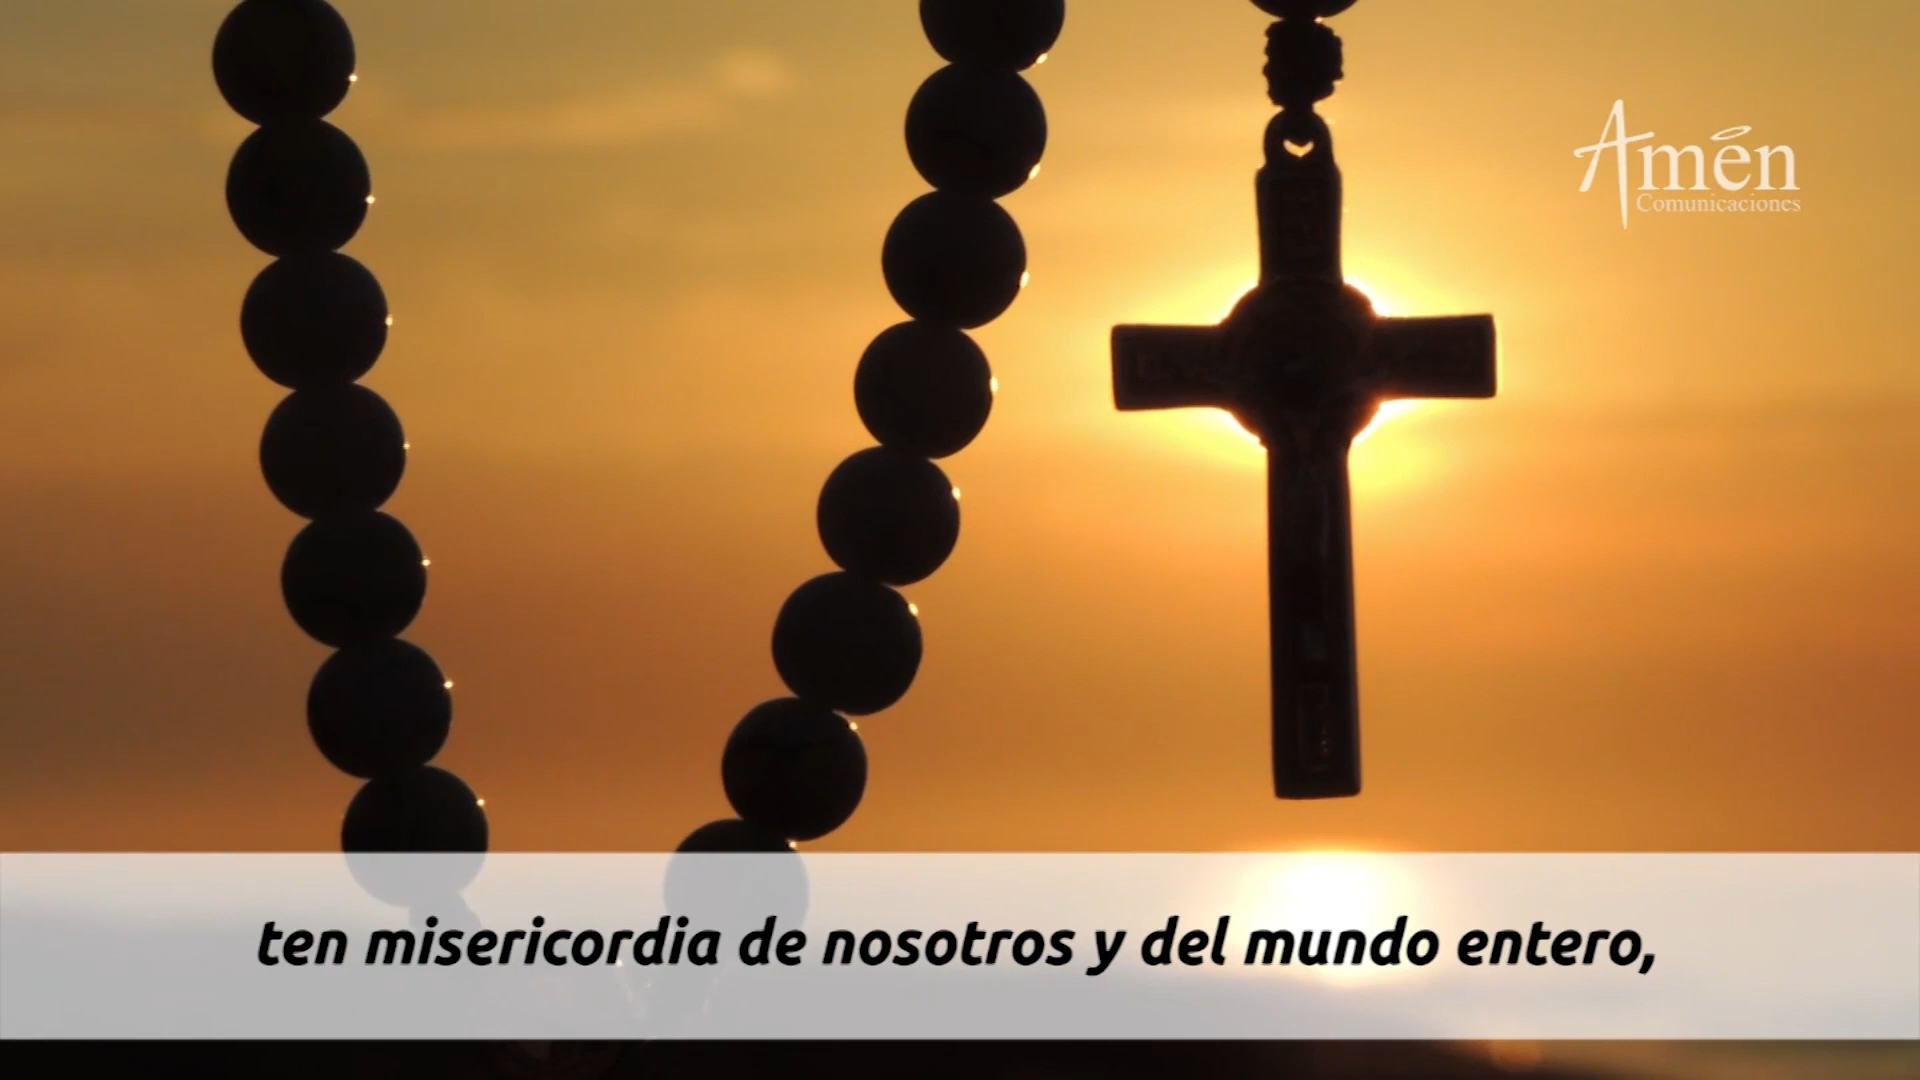 Amén
Comunicaciones
ten misericordia de nosotros y del mundo entero,